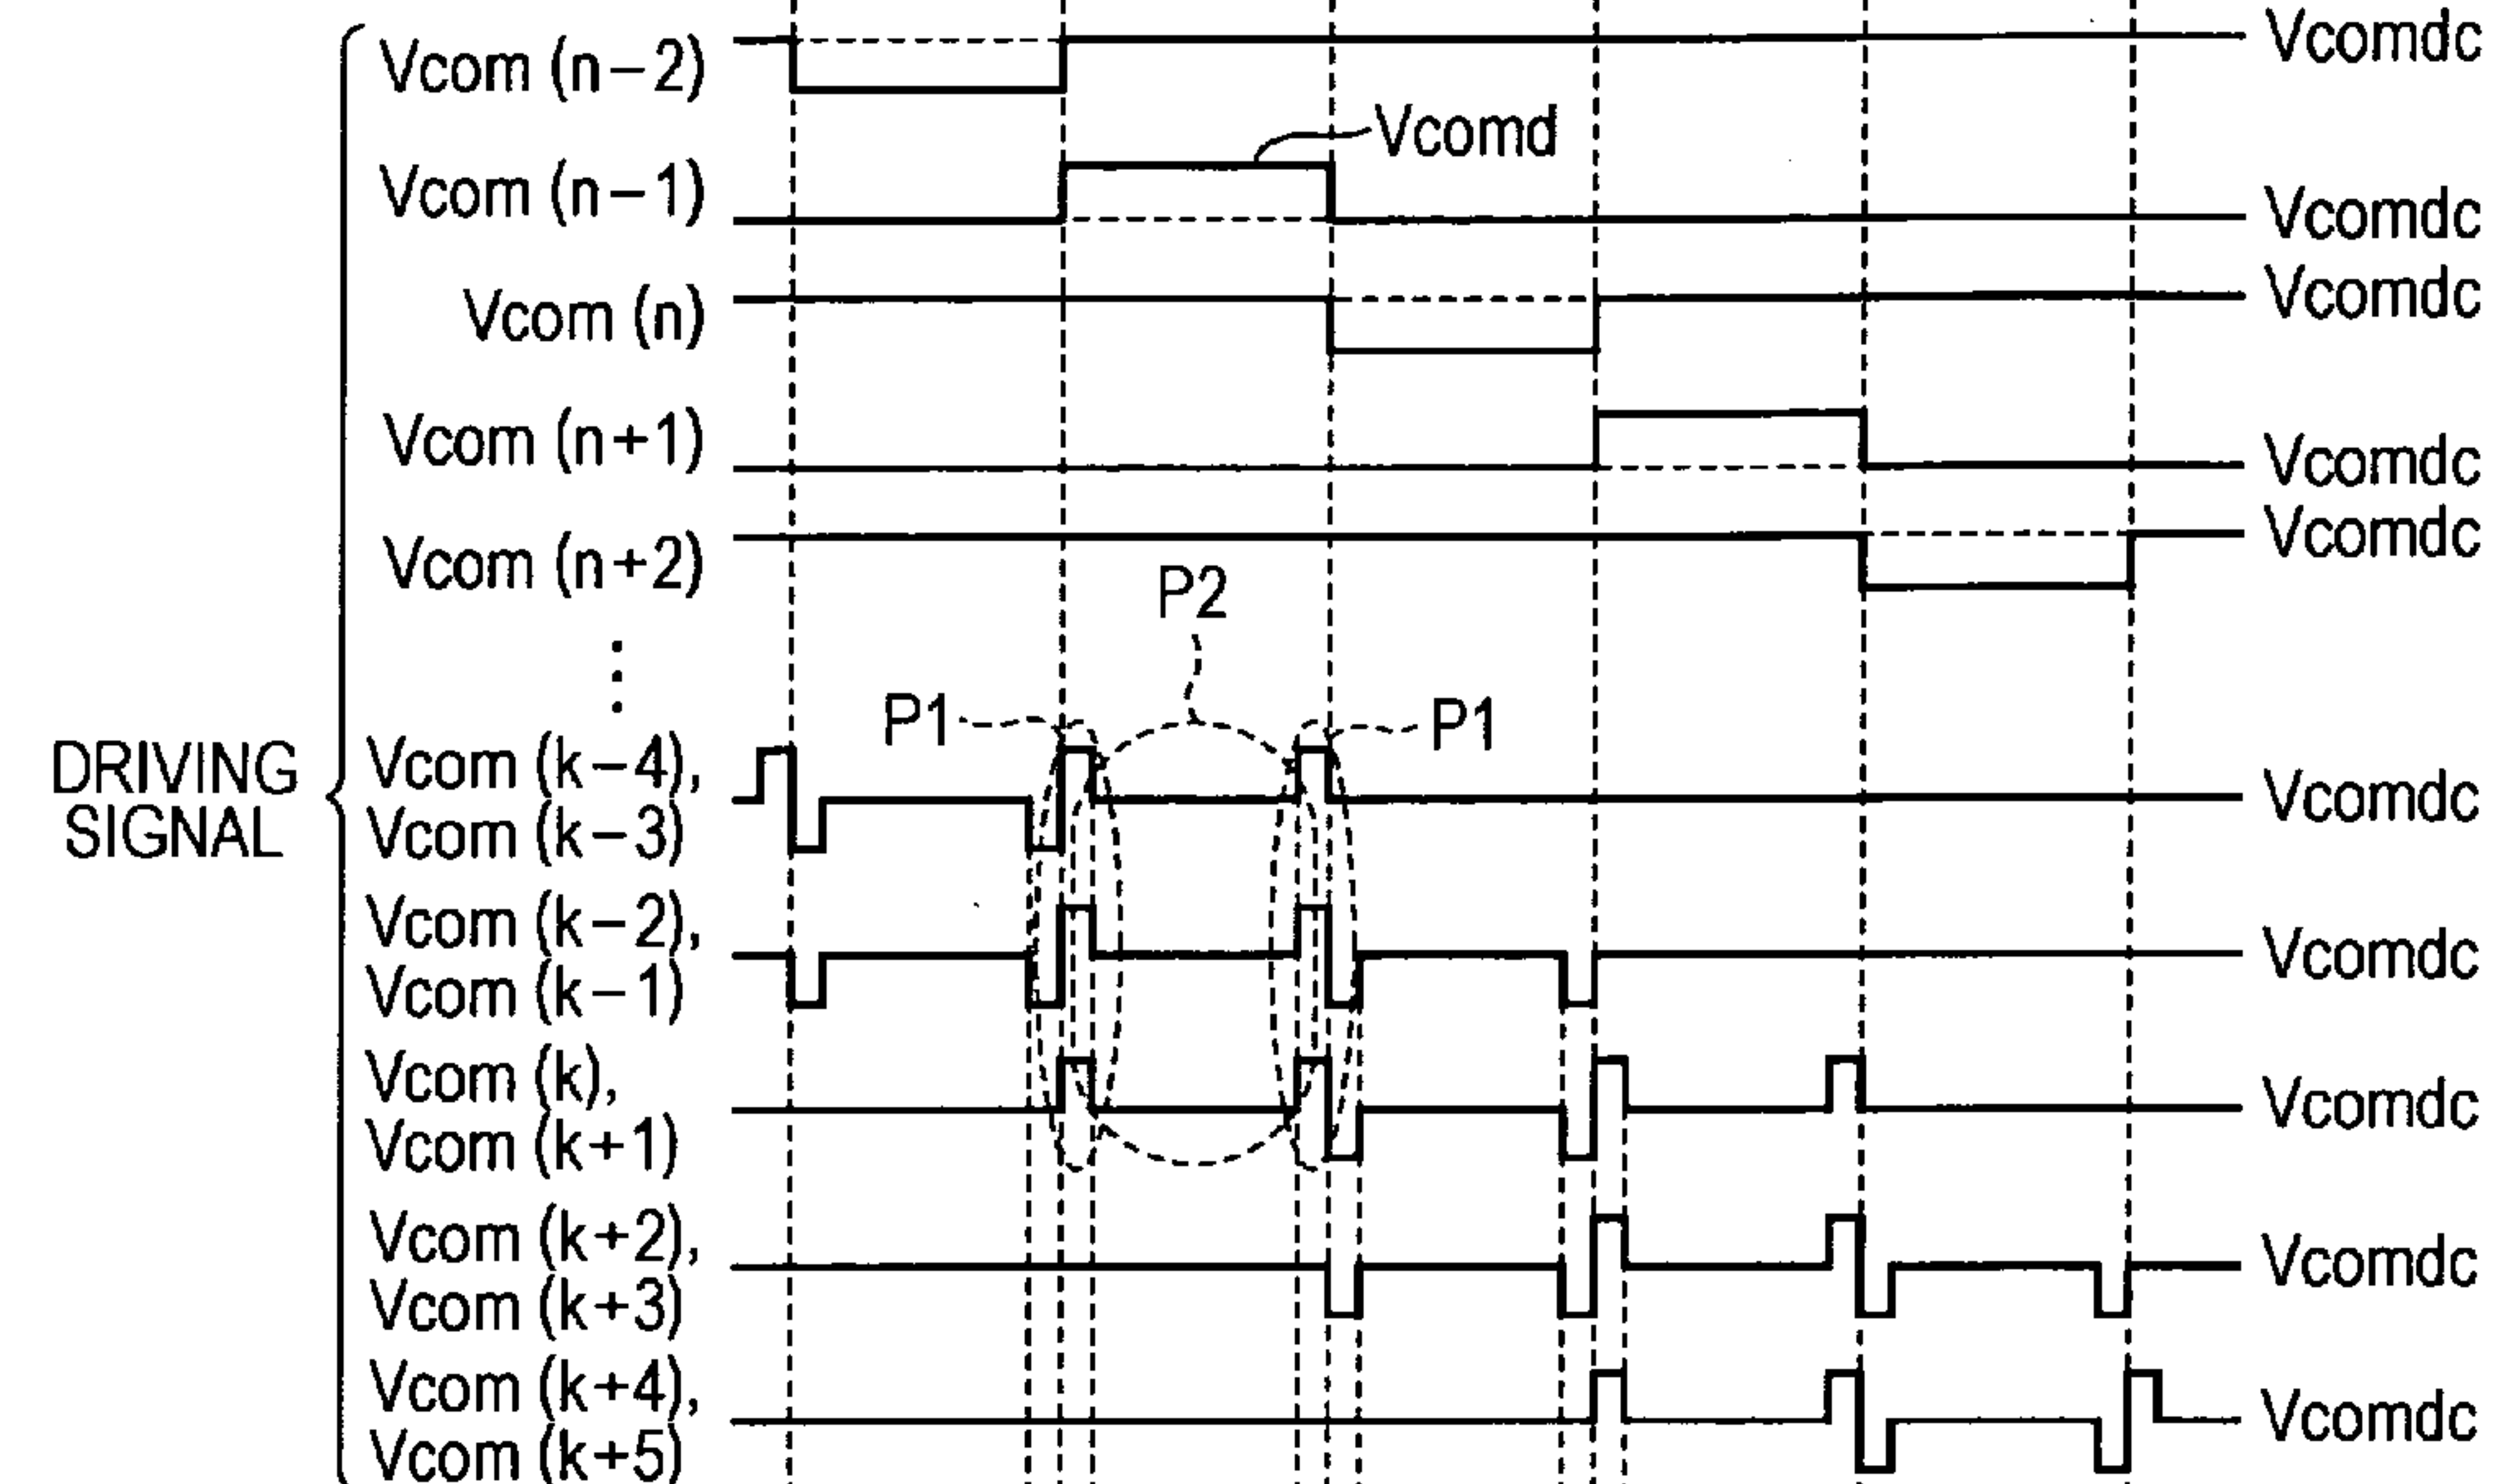 Vcom (n−2) Vcomdc
Vcomd
Vcom (n−1) Vcomdc
Vcom (n) Vcomdc
Vcom (n+1) Vcomdc
Vcom (n+2) Vcomdc
P2
P1 P1
DRIVING
SIGNAL
Vcom (k−4),
Vcom (k−3) Vcomdc
Vcom (k−2),
Vcom (k−1) Vcomdc
Vcom (k),
Vcom (k+1) Vcomdc
Vcom (k+2),
Vcom (k+3) Vcomdc
Vcom (k+4),
Vcom (k+5) Vcomdc